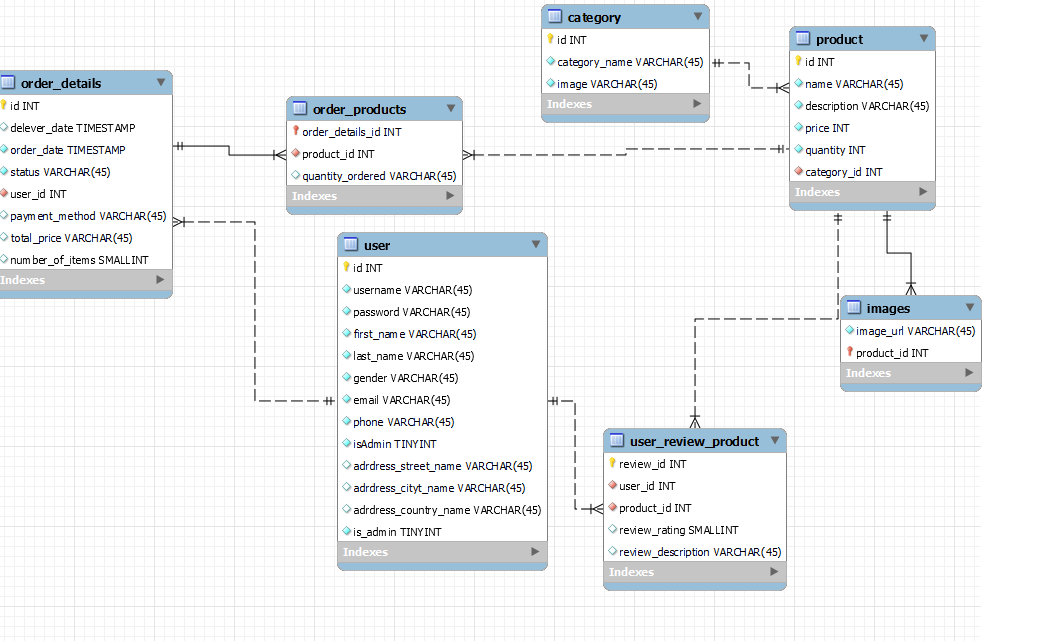 category
id INT
category_name VARCHAR(45)
image VARCHAR(45)
Indexes
product
id INT
name VARCHAR(45)
description VARCHAR(45)
price INT
quantity INT
category_id INT
Indexes
order_details
id INT
delever_date TIMESTAMP
order_date TIMESTAMP
status VARCHAR(45)
user_id INT
payment_method VARCHAR(45)
total_price VARCHAR(45)
number_of_items SMALLINT
Indexes
order_products
order_details_id INT
product_id INT
quantity_ordered VARCHAR(45)
Indexes
user
id INT
username VARCHAR(45)
password VARCHAR(45)
first_name VARCHAR(45)
last_name VARCHAR(45)
gender VARCHAR(45)
email VARCHAR(45)
phone VARCHAR(45)
isAdmin TINYINT
adrdress_street_name VARCHAR(45)
adrdress_cityt_name VARCHAR(45)
adrdress_country_name VARCHAR(45)
is_admin TINYINT
Indexes
images
image_url VARCHAR(45)
product_id INT
Indexes
user_review_product
review_id INT
user_id INT
product_id INT
review_rating SMALLINT
review_description VARCHAR(45)
Indexes